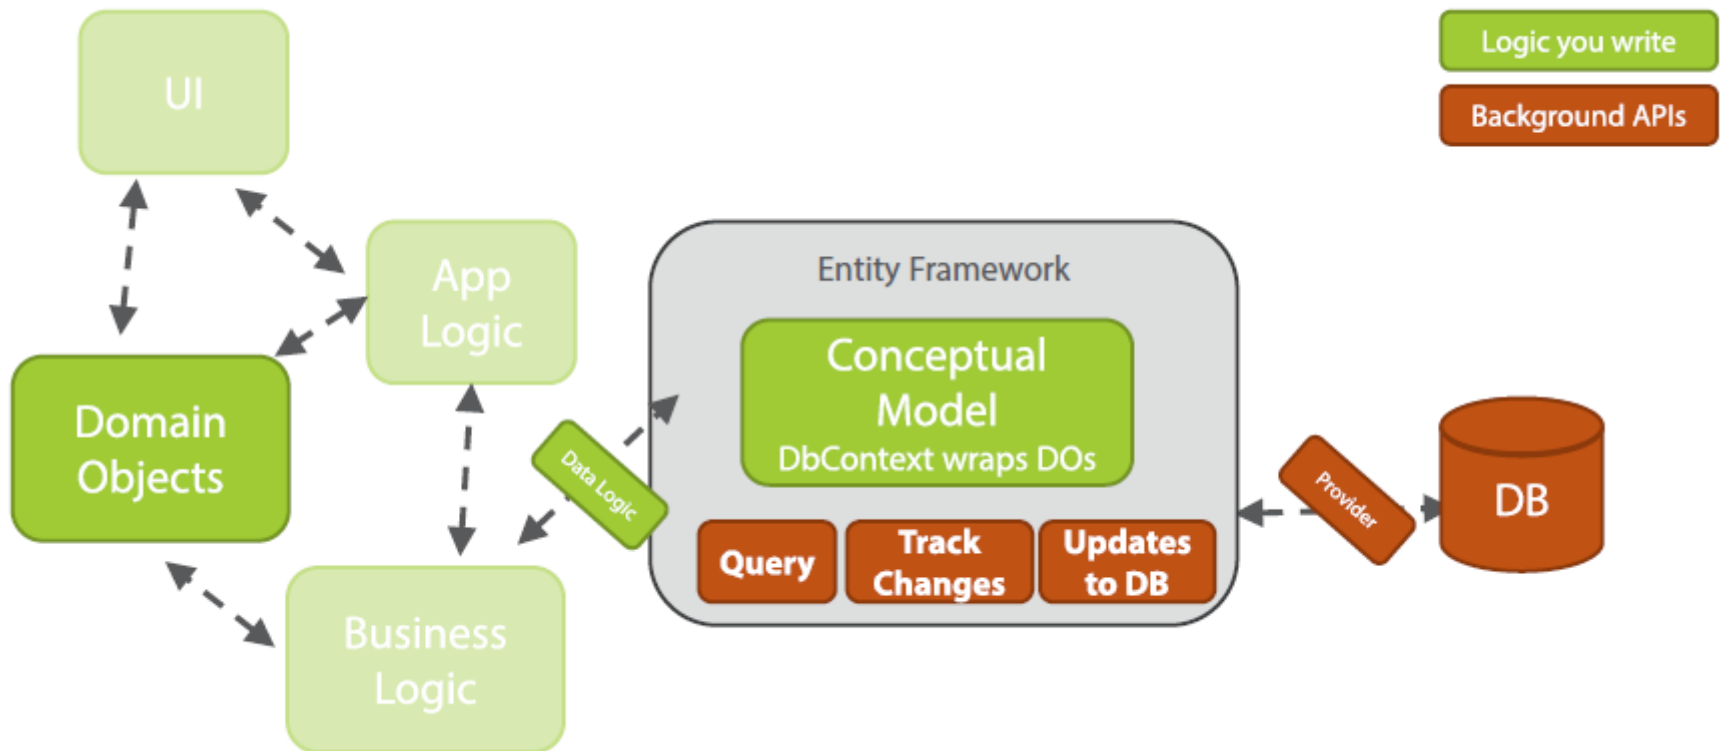 UI
Logic you write
Background APIs
App
Logic
Entity Framework
Conceptual
Model
DbContext wraps DOs
Domain
Objects
Data Logic
Provider
DB
Query
Track
Changes
Updates
to DB
Business
Logic